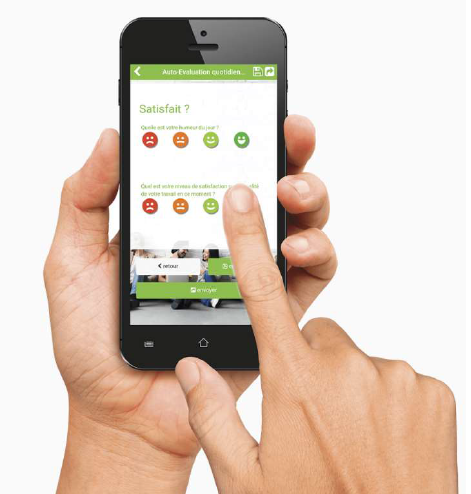 Auto-Evaluation quotidien...
Satisfait ?
Quelle est votre humeur du jour ?
Quel est votre niveau de satisfaction
de votre travail en ce moment ?
retour
envoyer